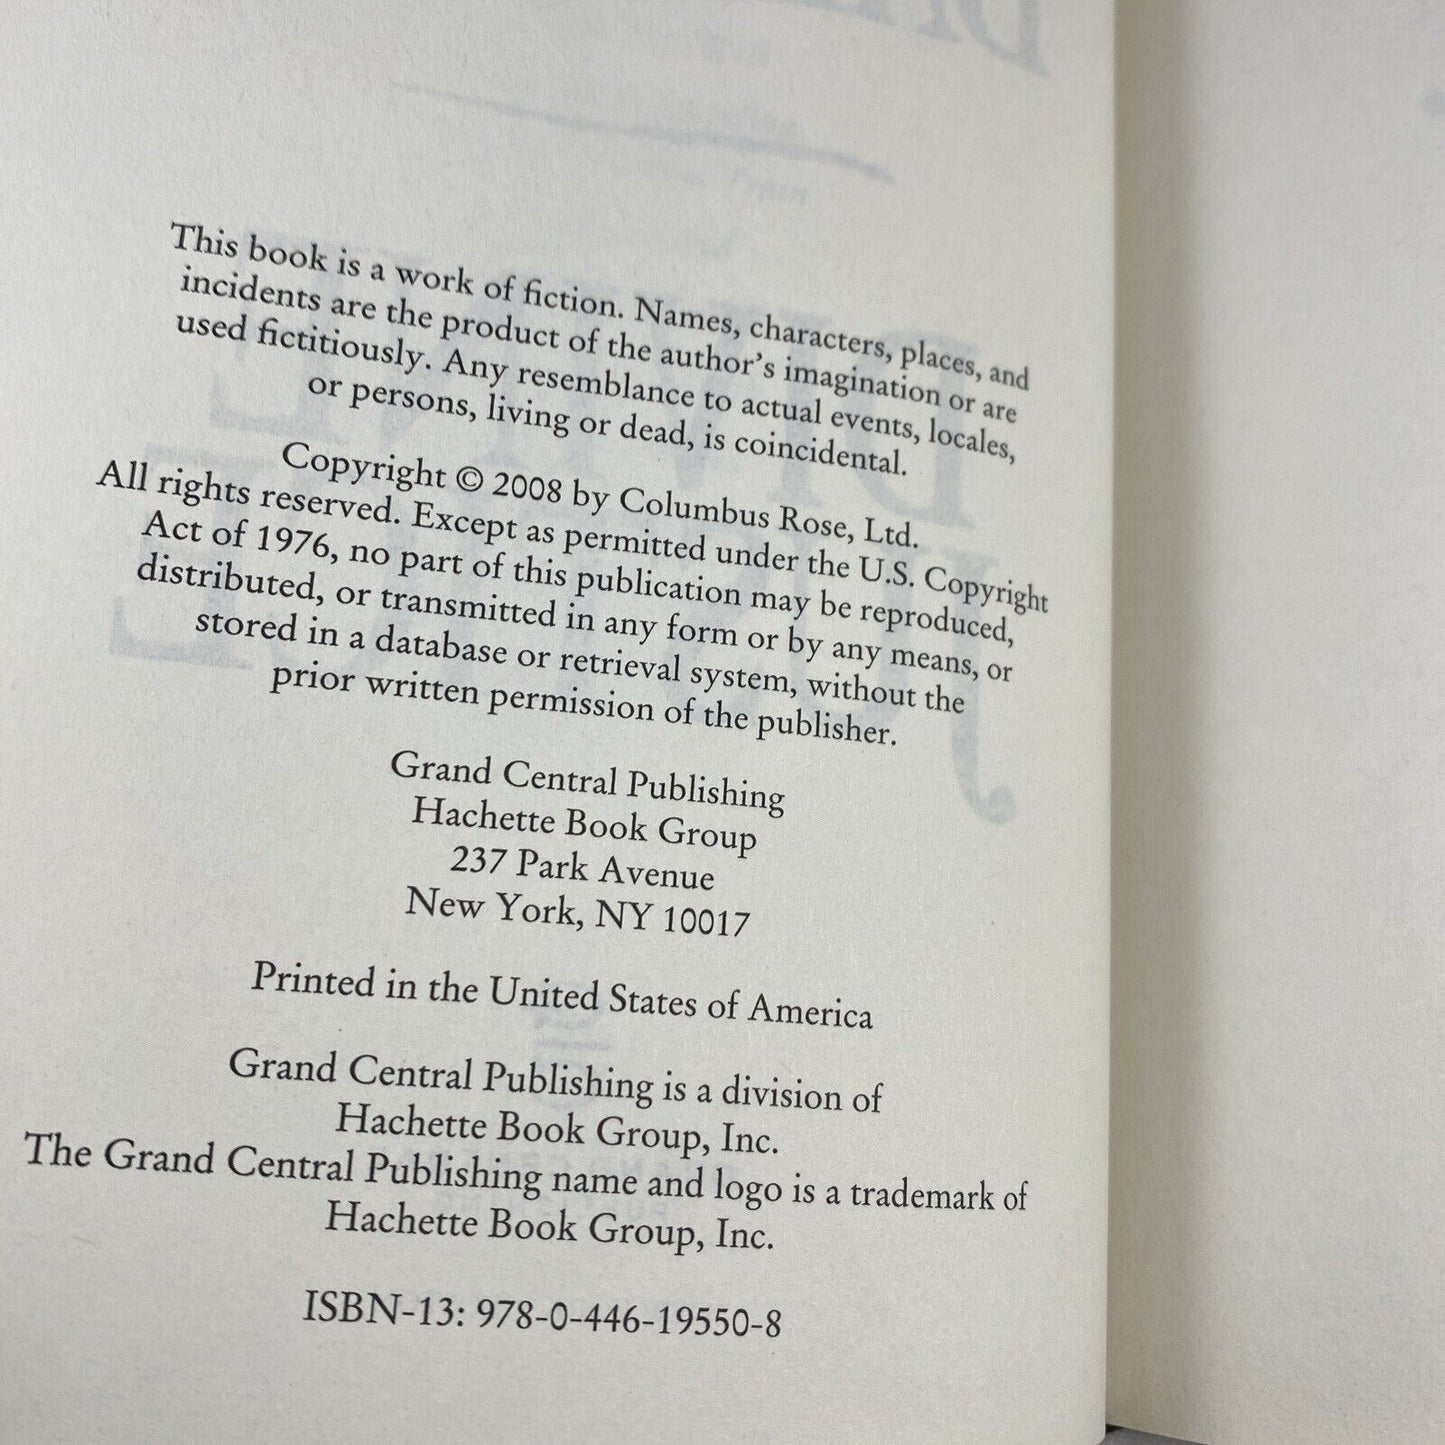 This book is a work of fiction. Names, characters, places, and
incidents are the product of the author's imagination or are
used fictitiously. Any resemblance to actual events, locales,
or persons, living or dead, is coincidental.
Copyright © 2008 by Columbus Rose, Ltd.
All rights reserved. Except as permitted under the U.S. Copyright
Act of 1976, no part of this publication may be reproduced,
distributed, or transmitted in any form or by any means, or
stored in a database or retrieval system, without the
prior written permission of the publisher.
Grand Central Publishing
Hachette Book Group
237 Park Avenue
New York, NY 10017
Printed in the United States of America
Grand Central Publishing is a division of
Hachette Book Group, Inc.
The Grand Central Publishing name and logo is a trademark of
Hachette Book Group, Inc.
ISBN-13: 978-0-446-19550-8